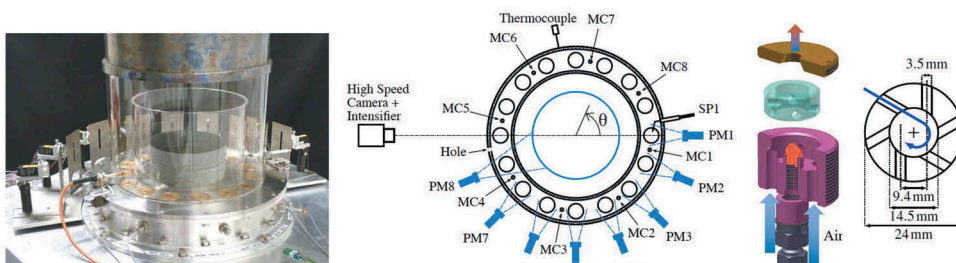 Thermocouple
MC7
MC6
MC8
High Speed
Camera +
Intensifier
MC5
SP1
θ
PM1
Hole
MC1
PM8
PM2
MC4
PM7
MC3
MC2
PM3
3.5 mm
Air
9.4 mm
14.5 mm
24 mm